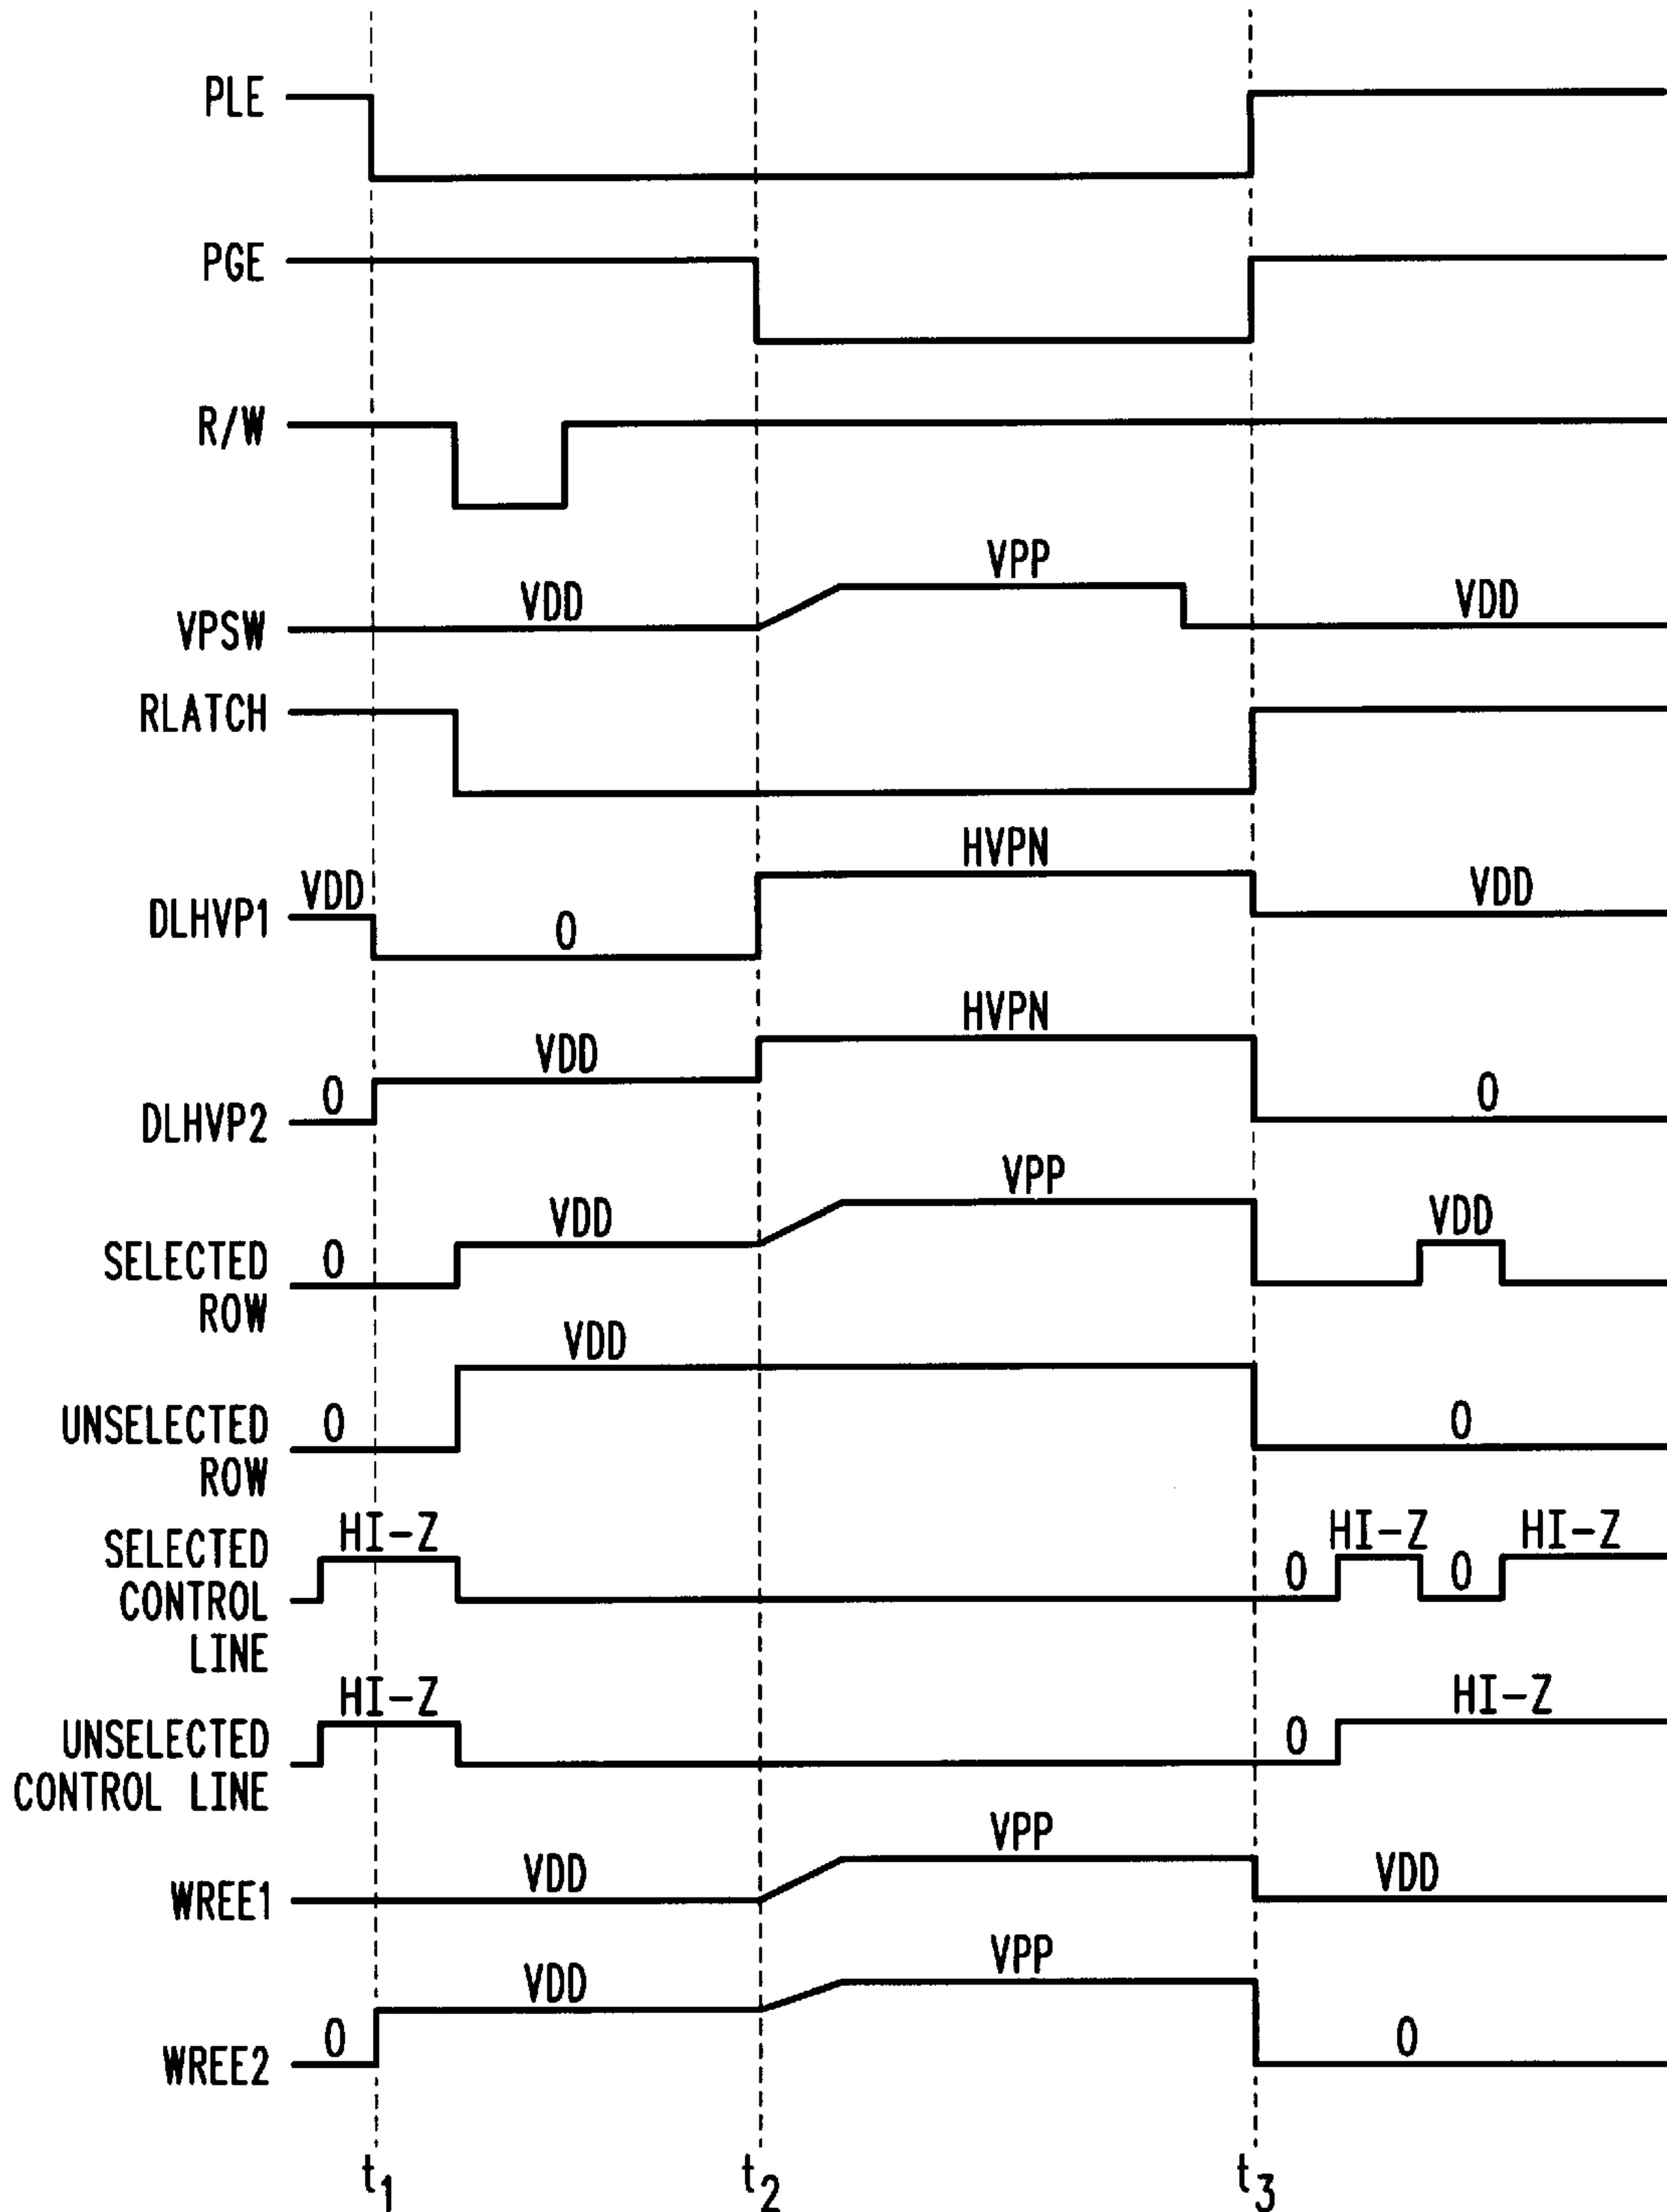 PLE
PGE
R/W
VPP
VDD
VDD
VPSW
RLATCH
HVPN
VDD
VDD
DLHVP1
0
HVPN
VDD
0
0
DLHVP2
VPP
VDD
VDD
0
SELECTED
ROW
VDD
0
0
UNSELECTED
ROW
HI-Z
HI-Z
HI-Z
SELECTED
0
0
CONTROL
LINE
HI-Z
HI-Z
UNSELECTED
0
CONTROL LINE
VPP
VDD
VDD
WREE1
VPP
VDD
0
0
WREE2
t1 t2 t3